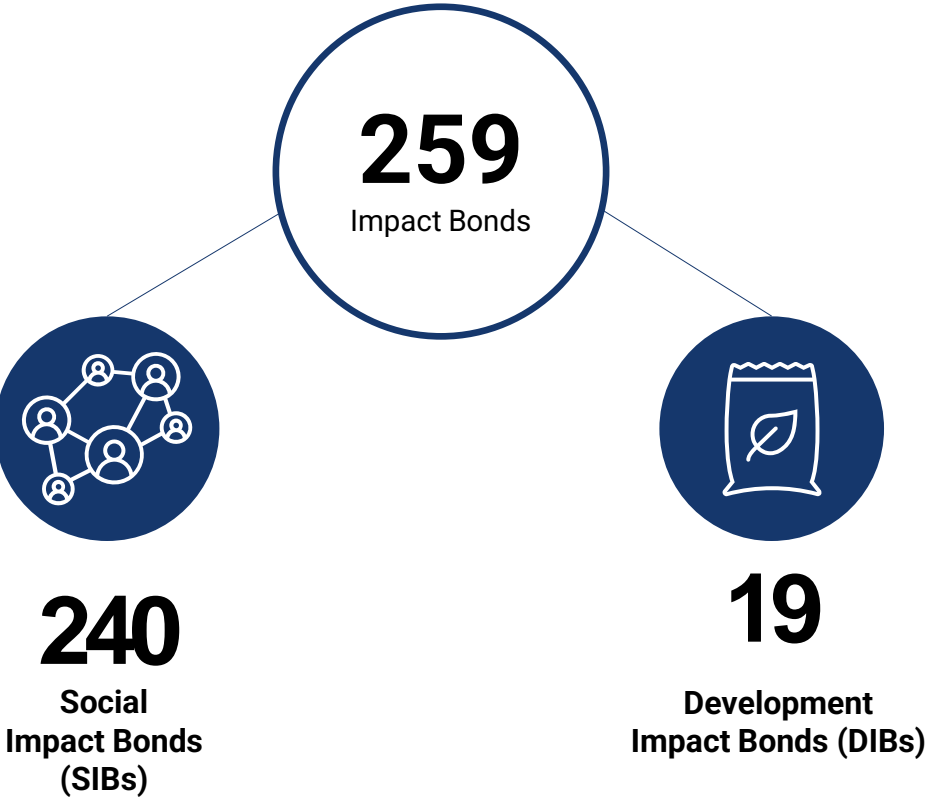 259
Impact Bonds
240
Social
Impact Bonds
(SIBs)
19
Development
Impact Bonds (DIBs)